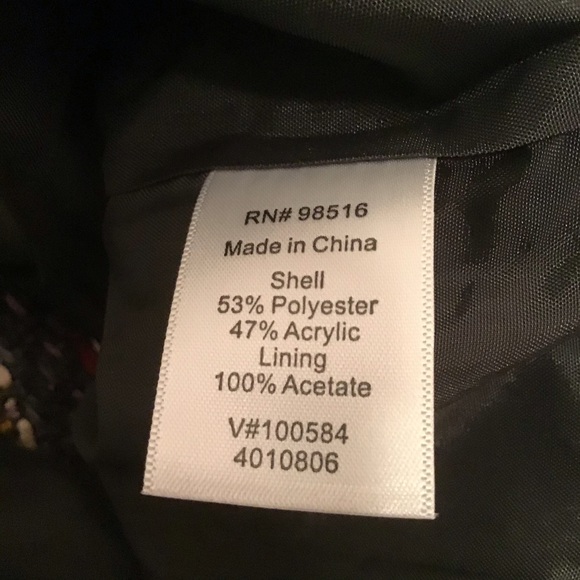 RN# 98516
Made in China
Shell
53% Polyester
47% Acrylic
Lining
100% Acetate
V#100584
4010806